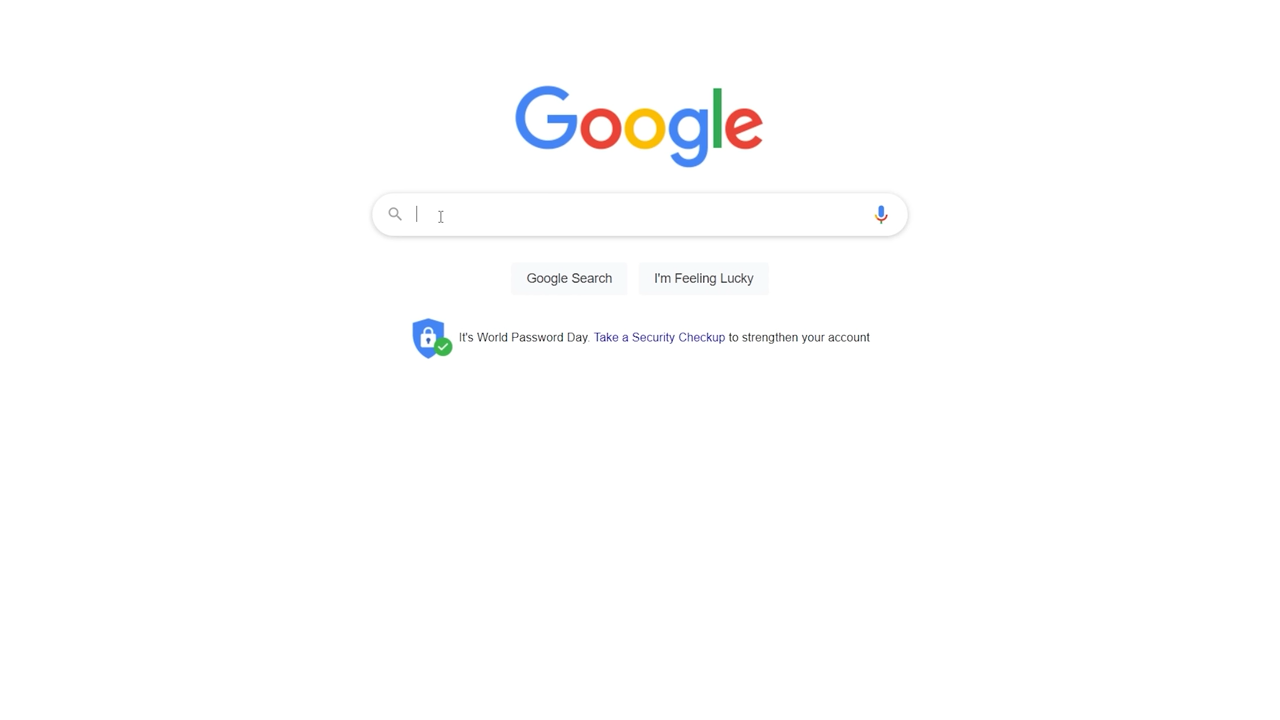 Google
Google Search
I'm Feeling Lucky
It's World Password Day. Take a Security Checkup to strengthen your account